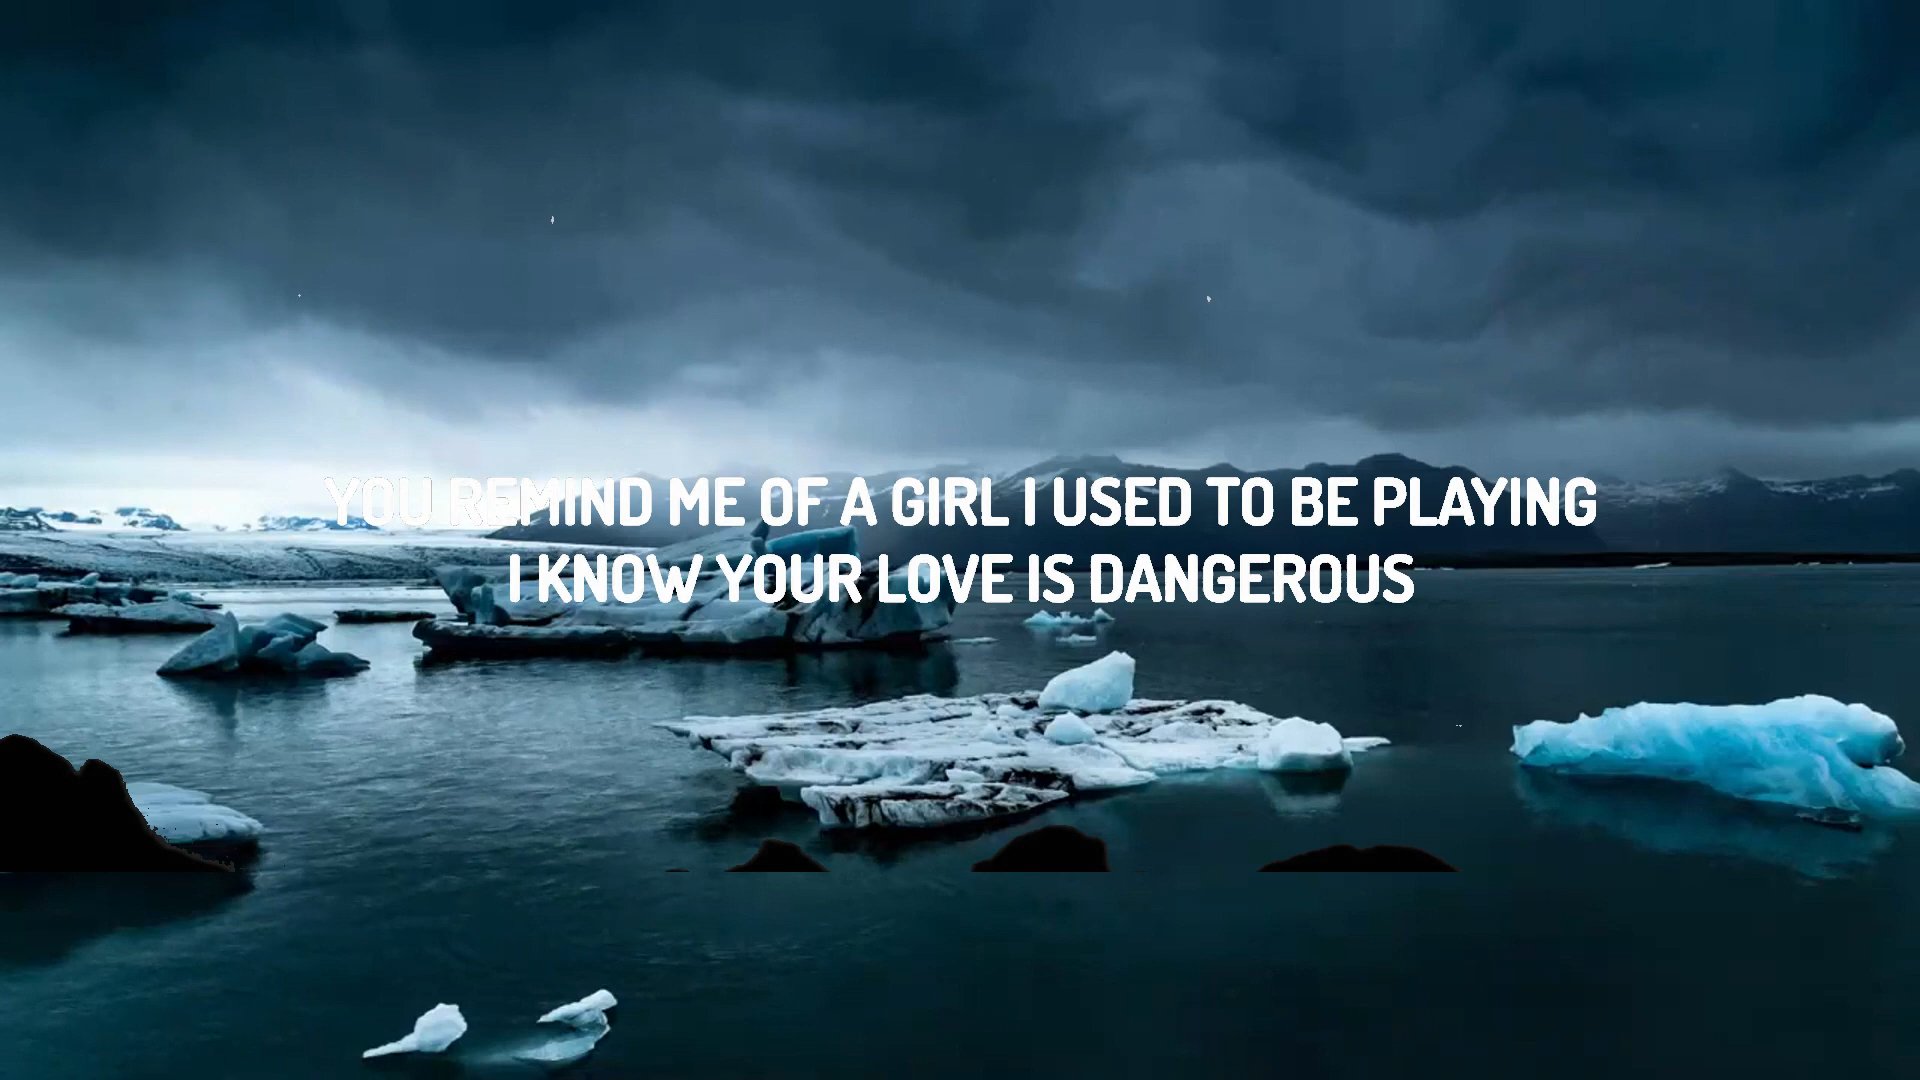 YOU REMIND ME OF A GIRL I USED TO BE PLAYING
I KNOW YOUR LOVE IS DANGEROUS